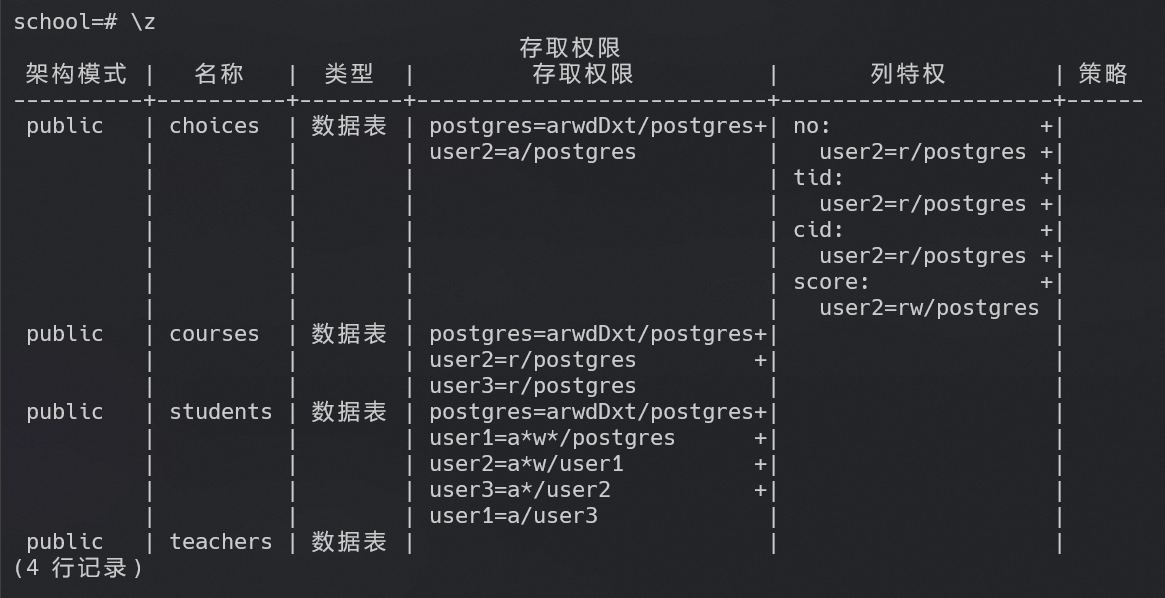 school=# \z
                                       存取权限
 架构模式 |   名称   |  类型  |         存取权限          |       列特权        | 策略
----------+----------+--------+---------------------------+---------------------+------
 public   | choices  | 数据表 | postgres=arwdDxt/postgres+| no:                +|
          |          |        | user2=a/postgres          |   user2=r/postgres +|
          |          |        |                           | tid:               +|
          |          |        |                           |   user2=r/postgres +|
          |          |        |                           | cid:               +|
          |          |        |                           |   user2=r/postgres +|
          |          |        |                           | score:             +|
          |          |        |                           |   user2=rw/postgres |
 public   | courses  | 数据表 | postgres=arwdDxt/postgres+|                     |
          |          |        | user2=r/postgres         +|                     |
          |          |        | user3=r/postgres          |                     |
 public   | students | 数据表 | postgres=arwdDxt/postgres+|                     |
          |          |        | user1=a*w*/postgres      +|                     |
          |          |        | user2=a*w/user1          +|                     |
          |          |        | user3=a*/user2           +|                     |
          |          |        | user1=a/user3             |                     |
 public   | teachers | 数据表 |                           |                     |
(4 行记录)